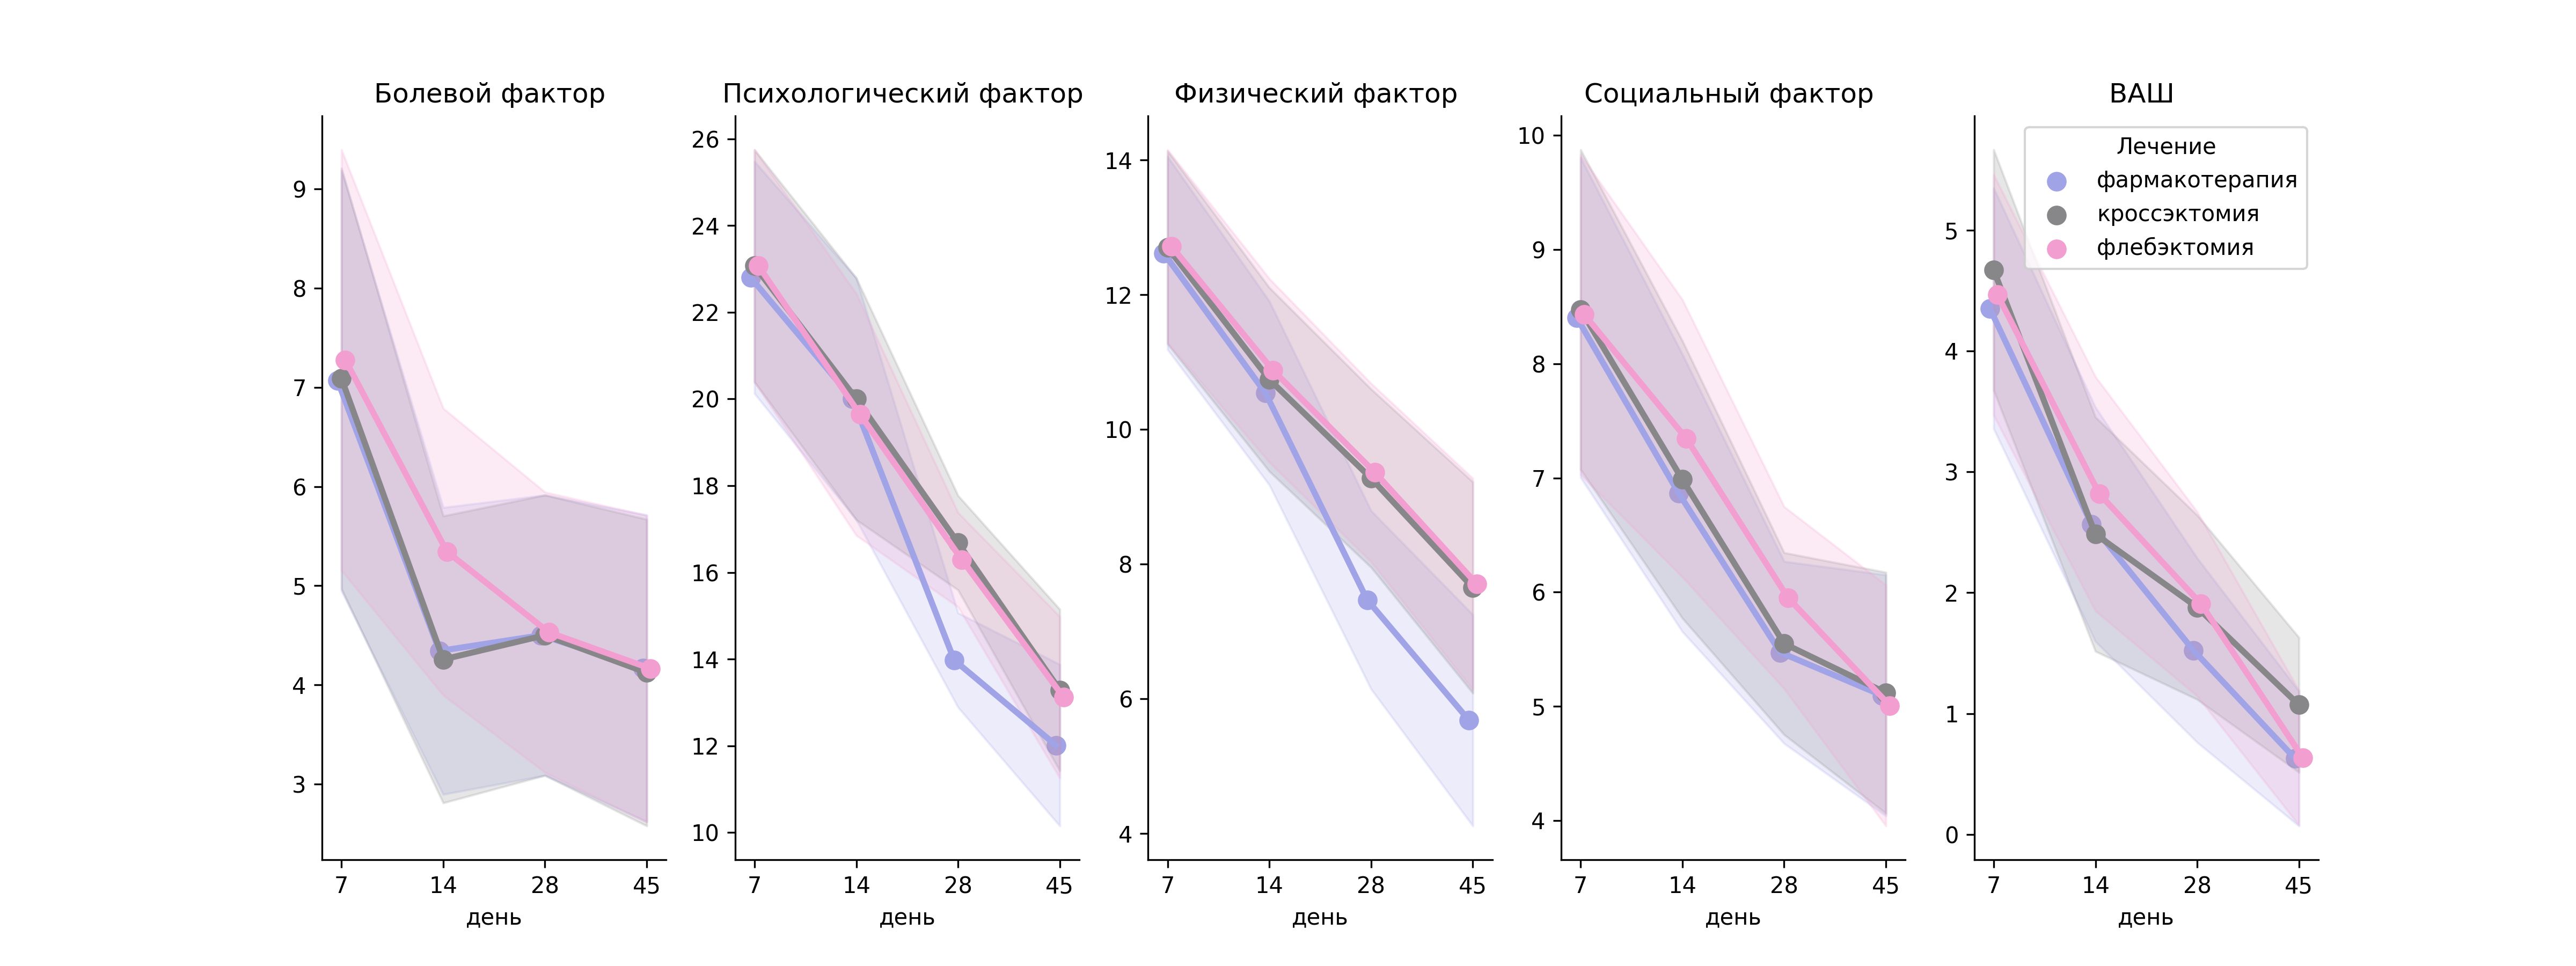 Болевой фактор
9
8
7
6
5
4
3
7 14 28 45
день
Психологический фактор
26
24
22
20
18
16
14
12
10
7 14 28 45
день
Физический фактор
14
12
10
8
6
4
7 14 28 45
день
Социальный фактор
10
9
8
7
6
5
4
7 14 28 45
день
ВАШ
5
4
3
2
1
0
7 14 28 45
день
Лечение
фармакотерапия
кроссэктомия
флебэктомия